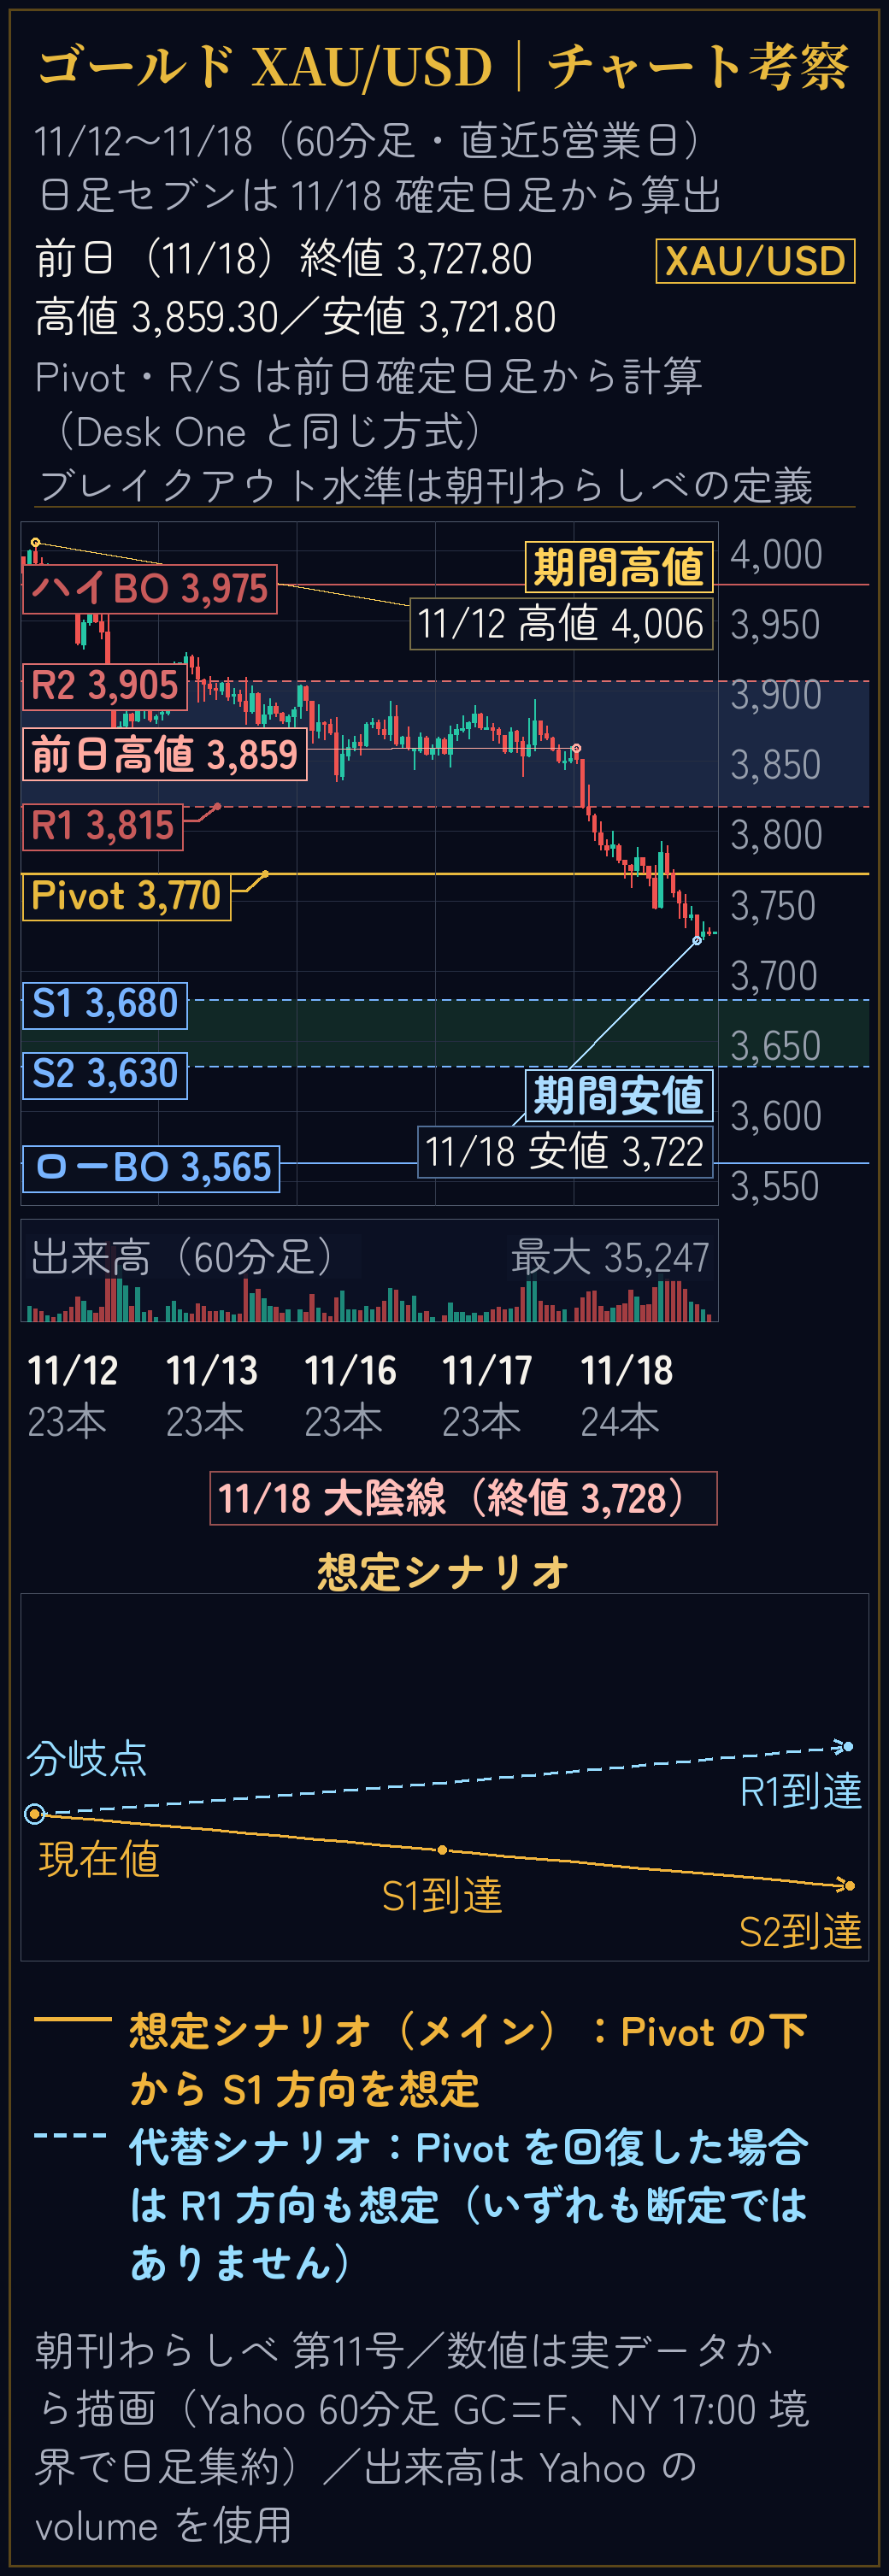 ゴールド XAU/USD｜チャート考察
11/12〜11/18（60分足・直近5営業日）
日足セブンは 11/18 確定日足から算出
前日（11/18）終値 3,727.80
XAU/USD
高値 3,859.30／安値 3,721.80
Pivot・R/S は前日確定日足から計算
（Desk One と同じ方式）
ブレイクアウト水準は朝刊わらしべの定義
期間高値
4,000
ハイBO 3,975
11/12 高値 4,006
3,950
R2 3,905
3,900
前日高値 3,859
3,850
R1 3,815
3,800
Pivot 3,770
3,750
3,700
S1 3,680
3,650
S2 3,630
期間安値
3,600
11/18 安値 3,722
ローBO 3,565
3,550
出来高（60分足）
最大 35,247
11/12 11/13 11/16 11/17 11/18
23本 23本 23本 23本 24本
11/18 大陰線（終値 3,728）
想定シナリオ
分岐点
R1到達
現在値
S1到達
S2到達
想定シナリオ（メイン）：Pivot の下
から S1 方向を想定
代替シナリオ：Pivot を回復した場合
は R1 方向も想定（いずれも断定では
ありません）
朝刊わらしべ 第11号／数値は実データか
ら描画（Yahoo 60分足 GC=F、NY 17:00 境
界で日足集約）／出来高は Yahoo の
volume を使用